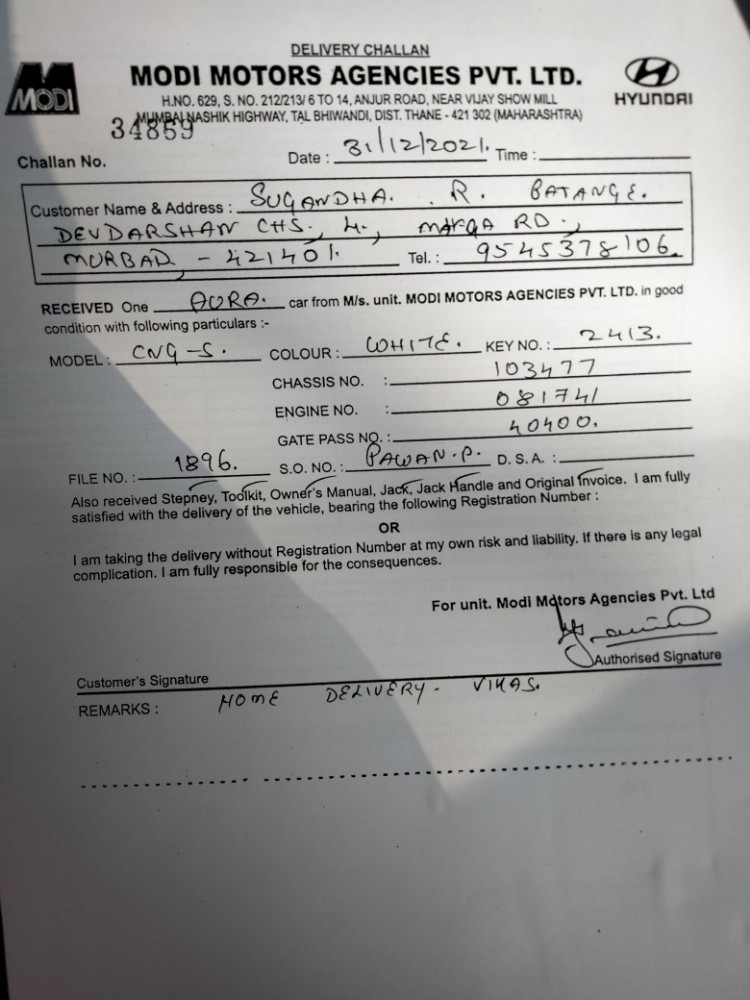 DELIVERY CHALLAN
MODI
MODI MOTORS AGENCIES PVT. LTD.
HYUNDAI
H.NO. 629, S. NO. 212/213/ 6 TO 14, ANJUR ROAD, NEAR VIJAY SHOW MILL
MUMBAI NASHIK HIGHWAY, TAL BHIWANDI, DIST. THANE - 421 302 (MAHARASHTRA)
34869
Challan No. Date : 31/12/2021. Time :
Customer Name & Address : SUGANDHA. R. BATANGE.
DEVDARSHAN CHS., 4., RD.,
MURBAD - 421401. Tel. : 9545378106.
RECEIVED One AURA. car from M/s. unit. MODI MOTORS AGENCIES PVT. LTD. in good
condition with following particulars :-
MODEL : CNG-S. COLOUR : WHITE. KEY NO. : 2413.
CHASSIS NO. : 103477
ENGINE NO. : 081741
GATE PASS NO. : 40400.
FILE NO. : 1896. S.O. NO. : PAWAN.P. D.S.A. :
Also received Stepney, Toolkit, Owner's Manual, Jack, Jack Handle and Original Invoice. I am fully
satisfied with the delivery of the vehicle, bearing the following Registration Number :
OR
I am taking the delivery without Registration Number at my own risk and liability. If there is any legal
complication. I am fully responsible for the consequences.
For unit. Modi Motors Agencies Pvt. Ltd
Authorised Signature
Customer's Signature
REMARKS : HOME DELIVERY - VIKAS.